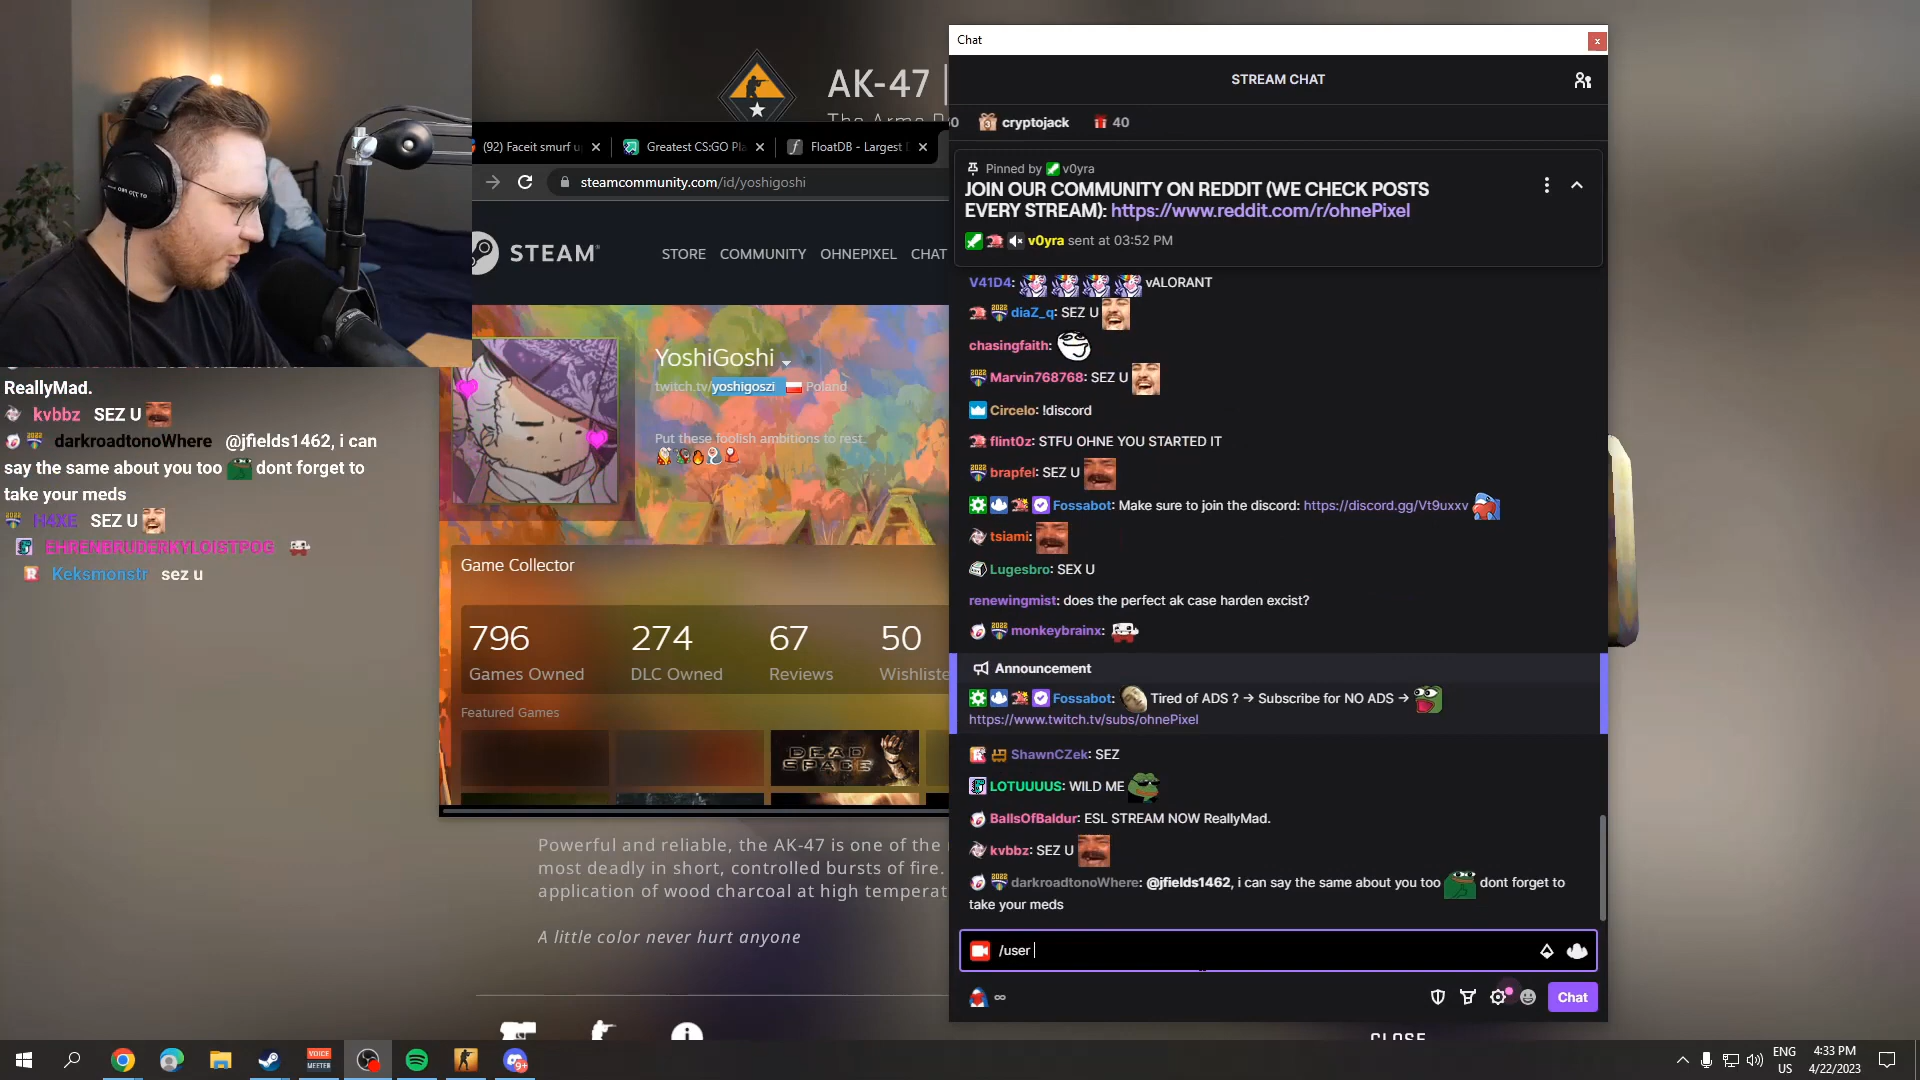 AK-47 |
Chat
x
STREAM CHAT
cryptojack 40
(92) Faceit smurf u
Greatest CS:GO Pla
FloatDB - Largest
steamcommunity.com/id/yoshigoshi
Pinned by v0yra
JOIN OUR COMMUNITY ON REDDIT (WE CHECK POSTS
EVERY STREAM): https://www.reddit.com/r/ohnePixel
v0yra sent at 03:52 PM
STEAM
STORE COMMUNITY OHNEPIXEL CHAT
V41D4: vALORANT
diaZ_q: SEZ U
chasingfaith:
Marvin768768: SEZ U
Circelo: !discord
flint0z: STFU OHNE YOU STARTED IT
brapfel: SEZ U
Fossabot: Make sure to join the discord: https://discord.gg/Vt9uxxv
tsiami:
Lugesbro: SEX U
renewingmist: does the perfect ak case harden excist?
monkeybrainx:
Announcement
Fossabot: Tired of ADS ? → Subscribe for NO ADS →
https://www.twitch.tv/subs/ohnePixel
ShawnCZek: SEZ
LOTUUUUS: WILD ME
BallsOfBaldur: ESL STREAM NOW ReallyMad.
kvbbz: SEZ U
darkroadtonoWhere: @jfields1462, i can say the same about you too dont forget to
take your meds
/user
∞
Chat
YoshiGoshi
twitch.tv/yoshigoszi Poland
Put these foolish ambitions to rest.
Game Collector
796 274 67 50
Games Owned DLC Owned Reviews Wishliste
Featured Games
DEAD SPACE
ReallyMad.
kvbbz SEZ U
darkroadtonoWhere @jfields1462, i can
say the same about you too dont forget to
take your meds
H4XE SEZ U
EHRENBRUDERKYLOISTPOG
Keksmonstr sez u
Powerful and reliable, the AK-47 is one of the
most deadly in short, controlled bursts of fire.
application of wood charcoal at high temperat
A little color never hurt anyone
CLOSE
VOICE
MEETER
9+
ENG
US
4:33 PM
4/22/2023